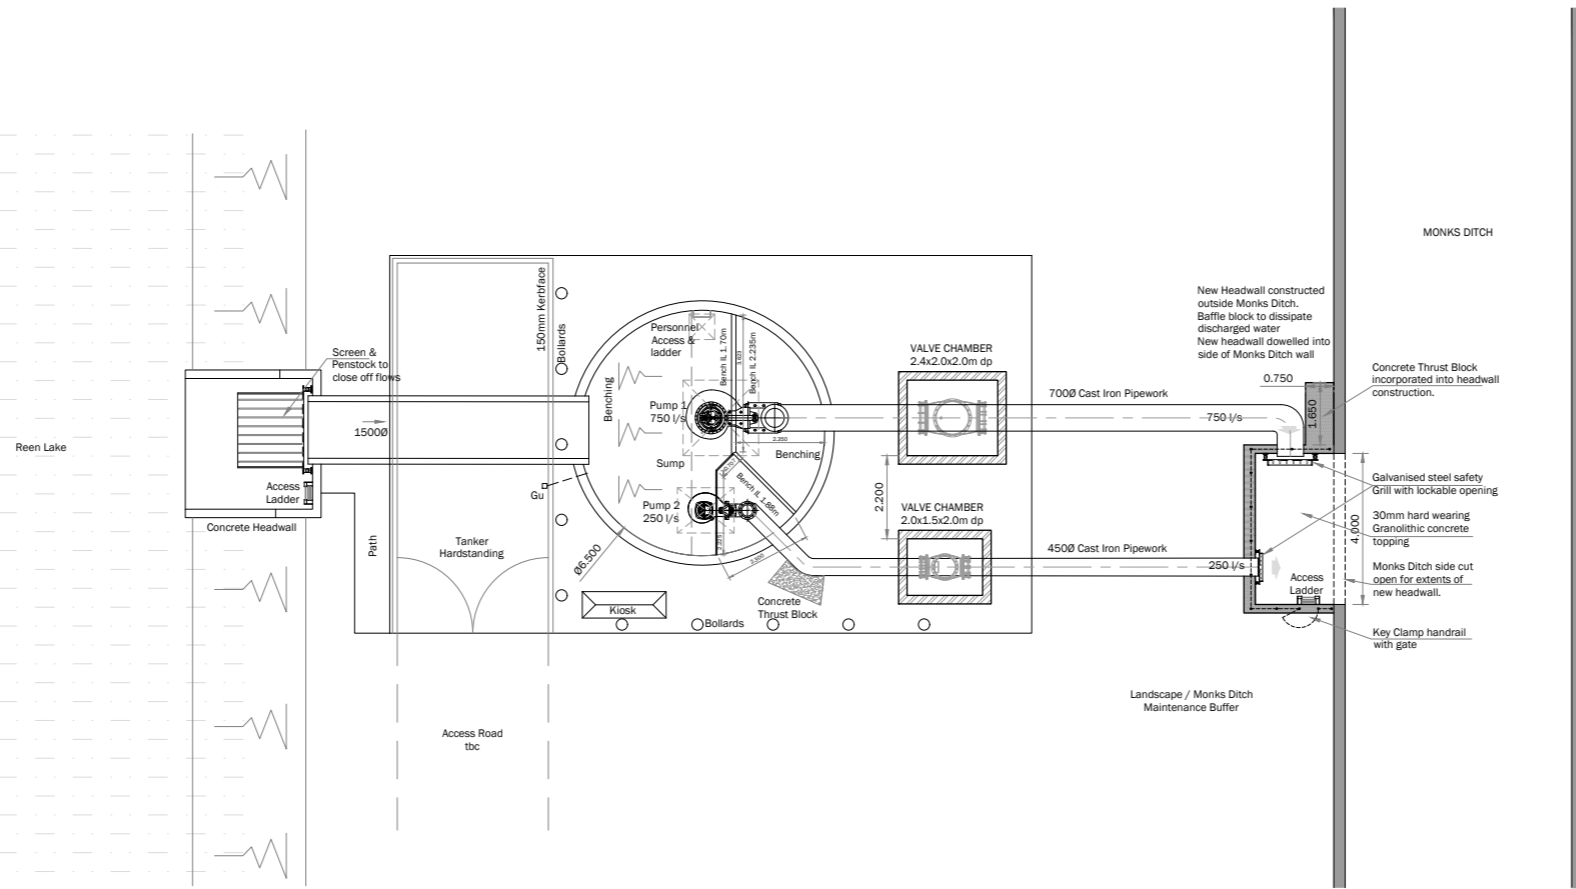 MONKS DITCH
New Headwall constructed
outside Monks Ditch.
Baffle block to dissipate
discharged water
New headwall dowelled into
side of Monks Ditch wall
150mm Kerbface
Bollards
Personnel
Access &
ladder
Bench IL 1.70m
Bench IL 2.235m
VALVE CHAMBER
2.4x2.0x2.0m dp
Screen &
Penstock to
close off flows
Concrete Thrust Block
incorporated into headwall
construction.
0.750
1.650
700Ø Cast Iron Pipework
750 l/s
Benching
Pump 1
750 l/s
1500Ø
2.350
Reen Lake
Benching
Sump
Bench IL 1.88m
Galvanised steel safety
Grill with lockable opening
Access
Ladder
Gu
2.200
Pump 2
250 l/s
VALVE CHAMBER
2.0x1.5x2.0m dp
30mm hard wearing
Granolithic concrete
topping
4.000
Concrete Headwall
Path
Tanker
Hardstanding
Ø6.500
450Ø Cast Iron Pipework
250 l/s
Monks Ditch side cut
open for extents of
new headwall.
Access
Ladder
Kiosk
Concrete
Thrust Block
Bollards
Key Clamp handrail
with gate
Landscape / Monks Ditch
Maintenance Buffer
Access Road
tbc